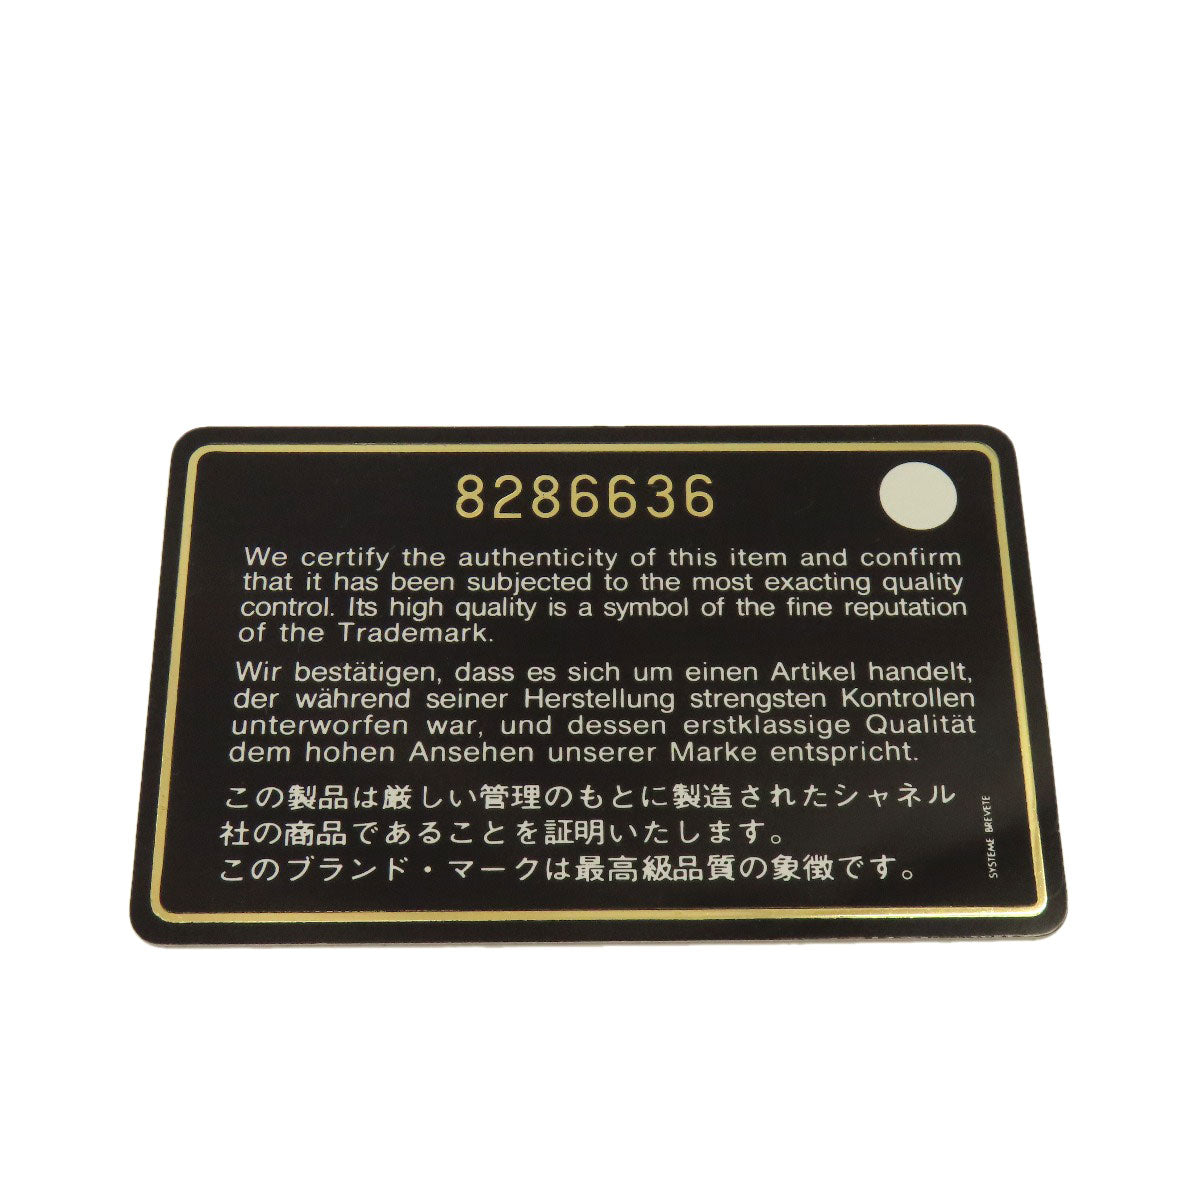 8286636
We certify the authenticity of this item and confirm
that it has been subjected to the most exacting quality
control. Its high quality is a symbol of the fine reputation
of the Trademark.
Wir bestätigen, dass es sich um einen Artikel handelt,
der während seiner Herstellung strengsten Kontrollen
unterworfen war, und dessen erstklassige Qualität
dem hohen Ansehen unserer Marke entspricht.
この製品は厳しい管理のもとに製造されたシャネル
社の商品であることを証明いたします。
このブランド・マークは最高級品質の象徴です。
SYSTEME BREVETE